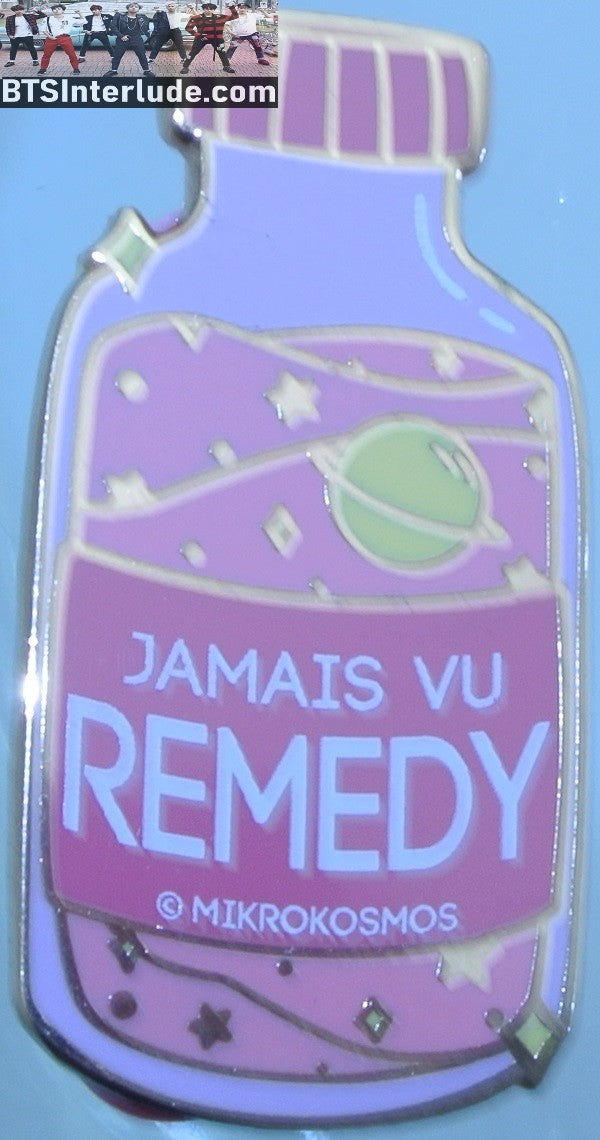 BTSInterlude.com
JAMAIS VU
REMEDY
© MIKROKOSMOS